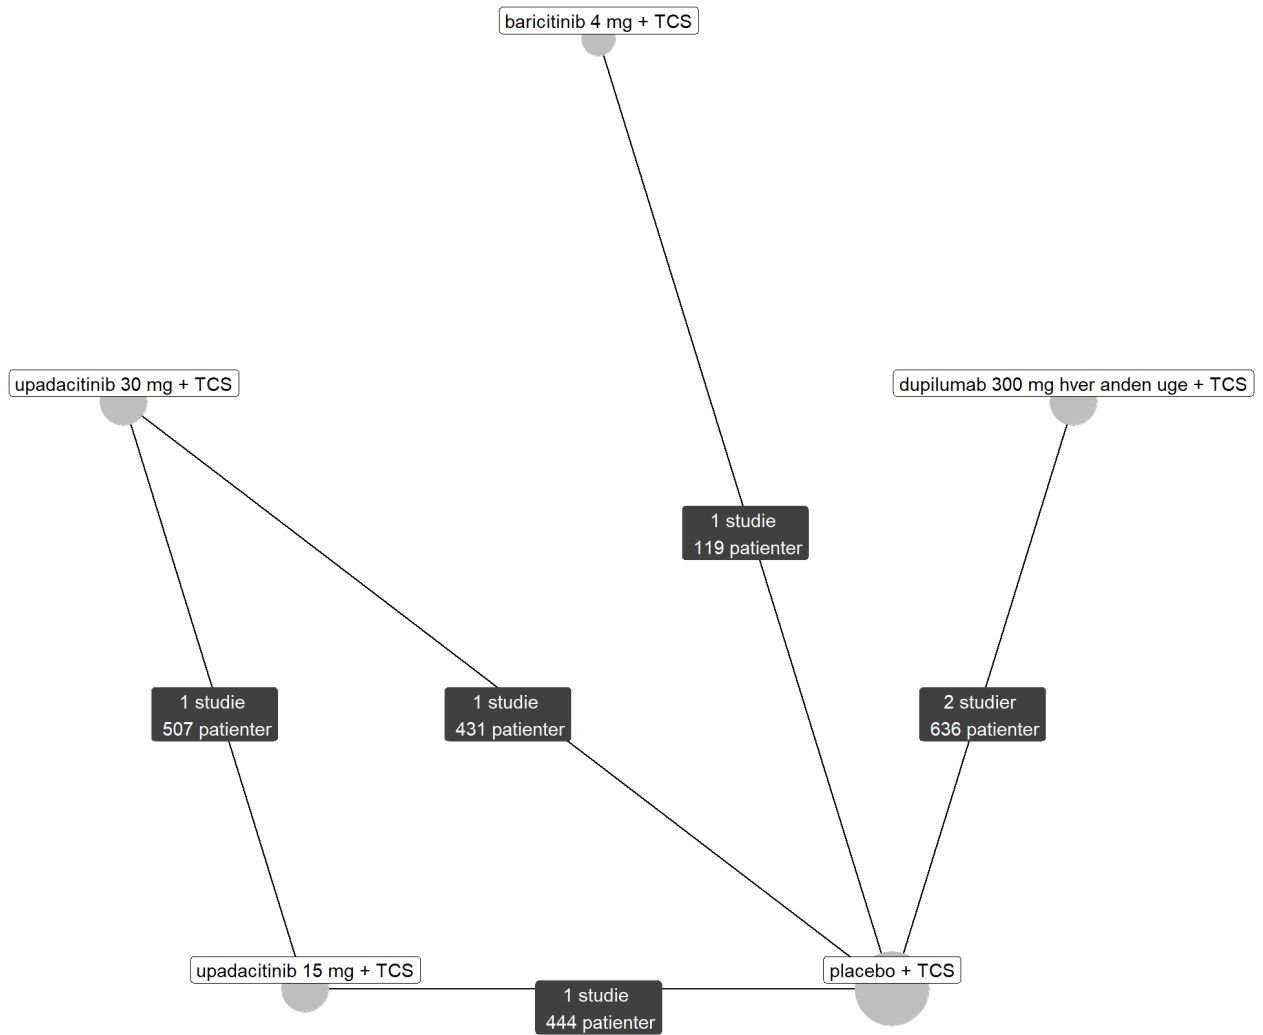 baricitinib 4 mg + TCS
upadacitinib 30 mg + TCS
dupilumab 300 mg hver anden uge + TCS
1 studie
119 patienter
1 studie
507 patienter
1 studie
431 patienter
2 studier
636 patienter
upadacitinib 15 mg + TCS
placebo + TCS
1 studie
444 patienter